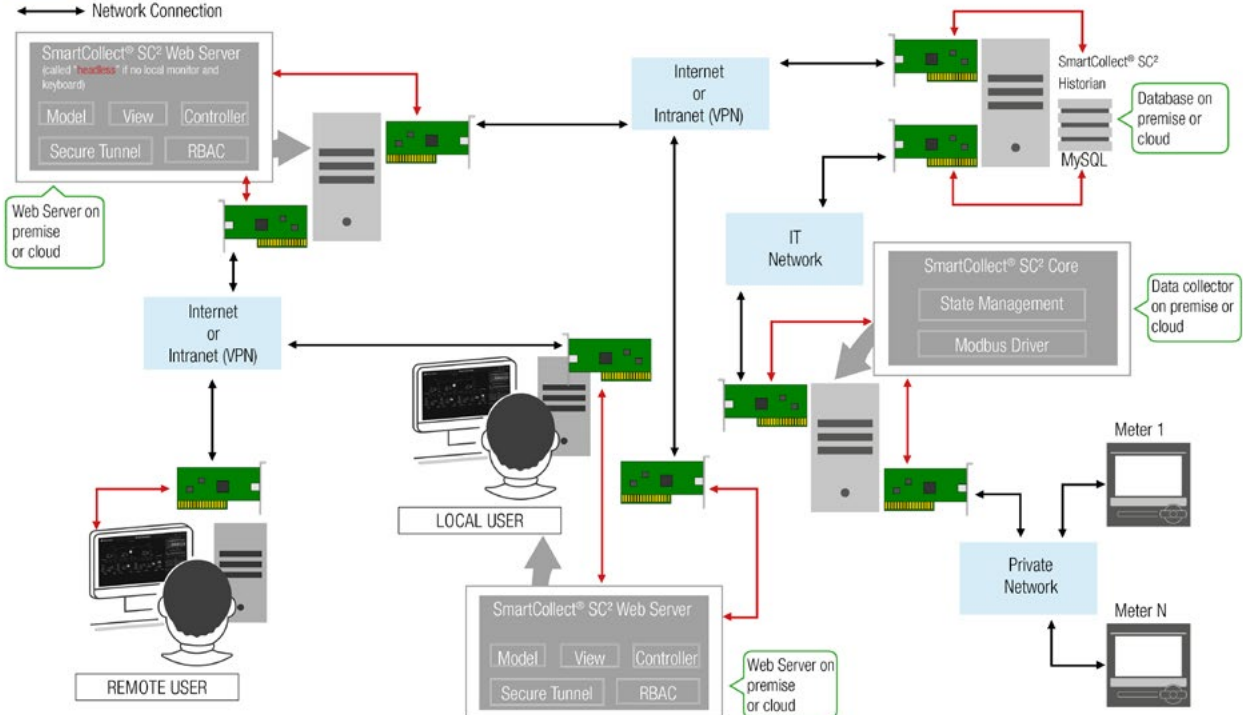 Network Connection
SmartCollect® SC² Web Server
(called "headless" if no local monitor and
keyboard)
Model
View
Controller
Secure Tunnel
RBAC
Web Server on
premise
or cloud
Internet
or
Intranet (VPN)
Internet
or
Intranet (VPN)
SmartCollect® SC²
Historian
MySQL
Database on
premise or
cloud
IT
Network
SmartCollect® SC² Core
State Management
Modbus Driver
Data collector
on premise or
cloud
Meter 1
Private
Network
Meter N
LOCAL USER
REMOTE USER
SmartCollect® SC² Web Server
Model
View
Controller
Secure Tunnel
RBAC
Web Server on
premise
or cloud